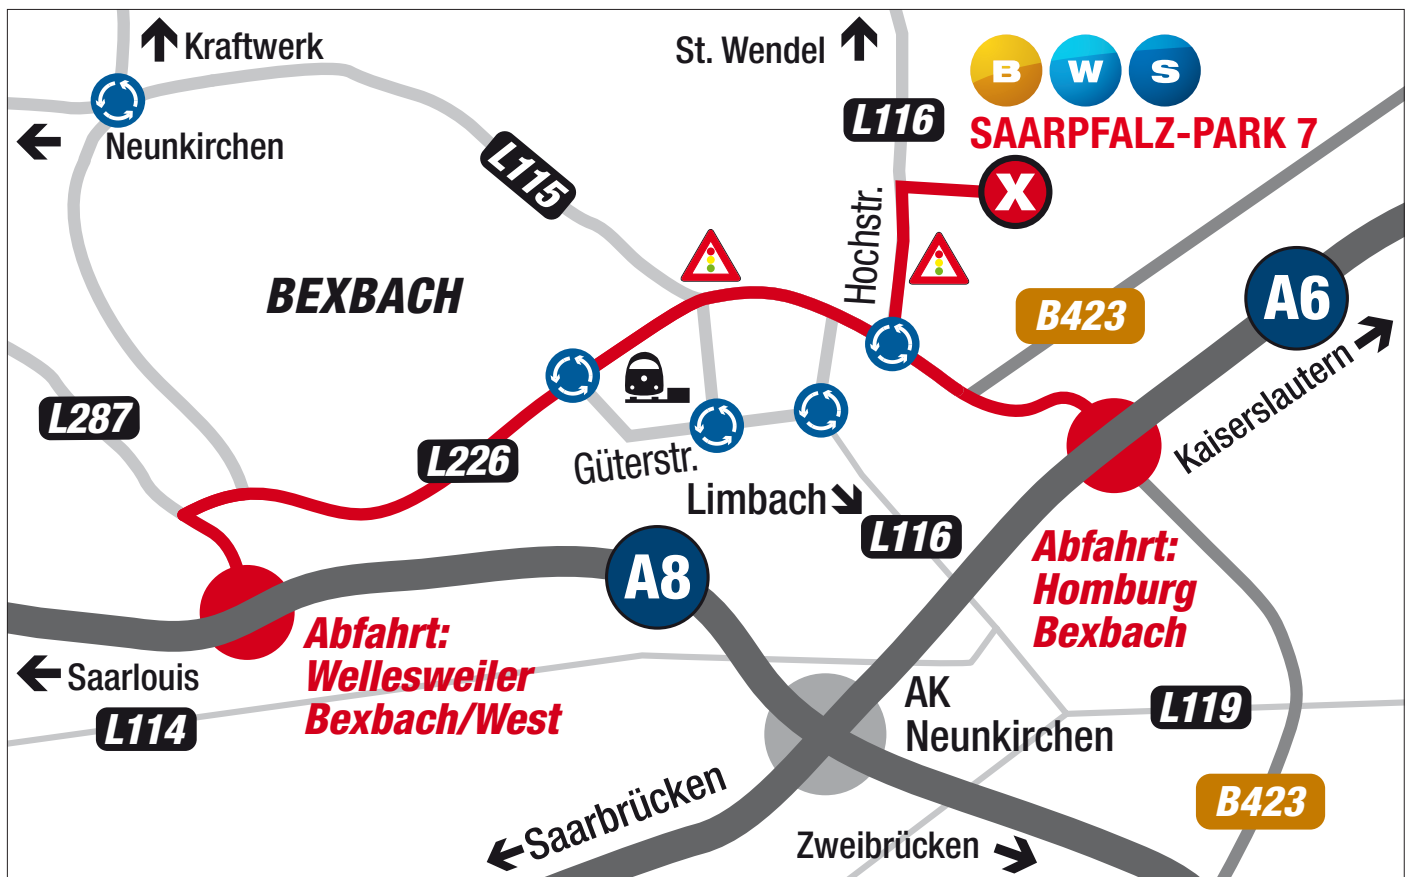 Kraftwerk
St. Wendel
B W S
L116
SAARPFALZ-PARK 7
Neunkirchen
L115
X
Hochstr.
BEXBACH
A6
B423
Kaiserslautern
L287
L226
Güterstr.
Limbach
L116
Abfahrt:
Homburg
Bexbach
A8
Abfahrt:
Wellesweiler
Bexbach/West
Saarlouis
L114
AK
Neunkirchen
L119
B423
Saarbrücken
Zweibrücken